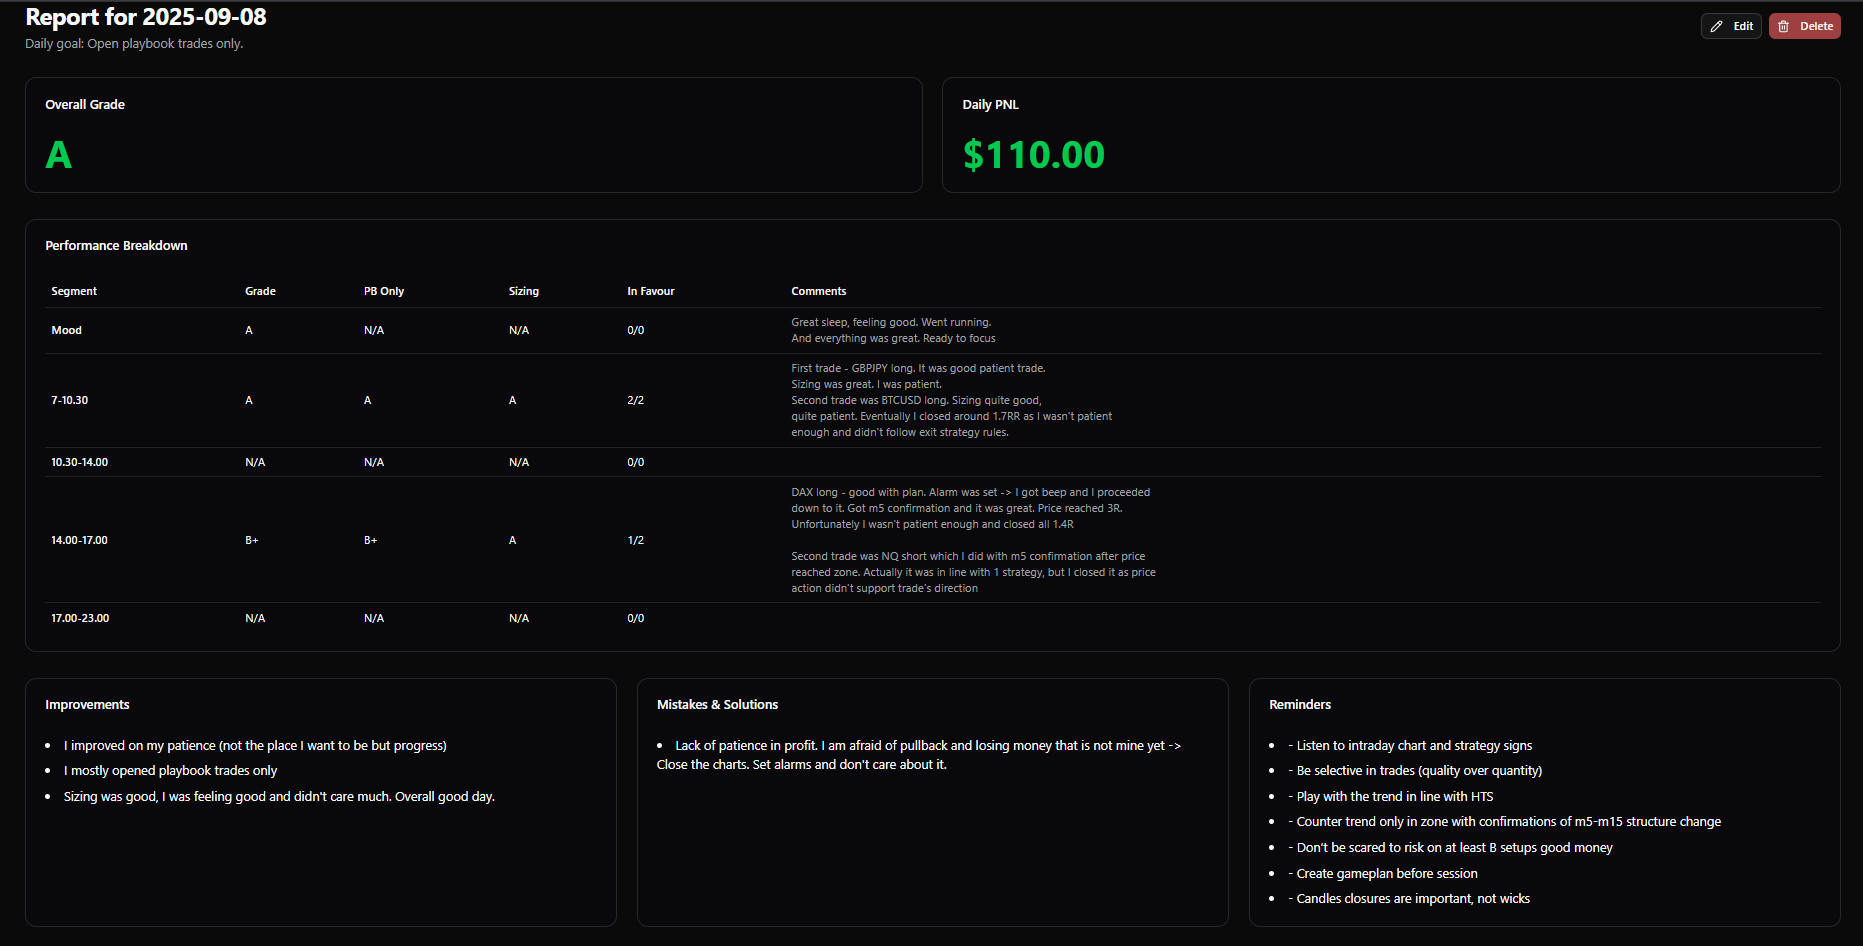 Report for 2025-09-08
Daily goal: Open playbook trades only.
Edit
Delete
Overall Grade
A
Daily PNL
$110.00
Performance Breakdown
Segment Grade PB Only Sizing In Favour Comments
Mood A N/A N/A 0/0
Great sleep, feeling good. Went running.
And everything was great. Ready to focus
7-10.30 A A A 2/2
First trade - GBPJPY long. It was good patient trade.
Sizing was great. I was patient.
Second trade was BTCUSD long. Sizing quite good,
quite patient. Eventually I closed around 1.7RR as I wasn't patient
enough and didn't follow exit strategy rules.
10.30-14.00 N/A N/A N/A 0/0
14.00-17.00 B+ B+ A 1/2
DAX long - good with plan. Alarm was set -> I got beep and I proceeded
down to it. Got m5 confirmation and it was great. Price reached 3R.
Unfortunately I wasn't patient enough and closed all 1.4R
Second trade was NQ short which I did with m5 confirmation after price
reached zone. Actually it was in line with 1 strategy, but I closed it as price
action didn't support trade's direction
17.00-23.00 N/A N/A N/A 0/0
Improvements
• I improved on my patience (not the place I want to be but progress)
• I mostly opened playbook trades only
• Sizing was good, I was feeling good and didn't care much. Overall good day.
Mistakes & Solutions
• Lack of patience in profit. I am afraid of pullback and losing money that is not mine yet ->
Close the charts. Set alarms and don't care about it.
Reminders
• - Listen to intraday chart and strategy signs
• - Be selective in trades (quality over quantity)
• - Play with the trend in line with HTS
• - Counter trend only in zone with confirmations of m5-m15 structure change
• - Don't be scared to risk on at least B setups good money
• - Create gameplan before session
• - Candles closures are important, not wicks